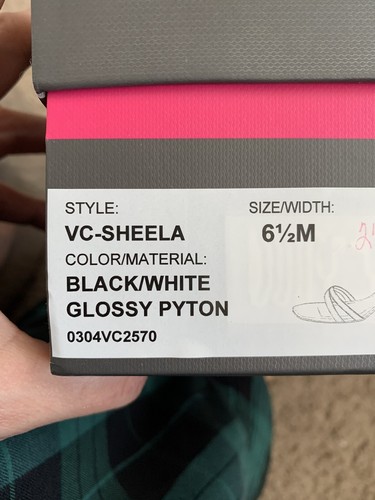 STYLE:
VC-SHEELA
COLOR/MATERIAL:
BLACK/WHITE
GLOSSY PYTON
0304VC2570
SIZE/WIDTH:
6½M